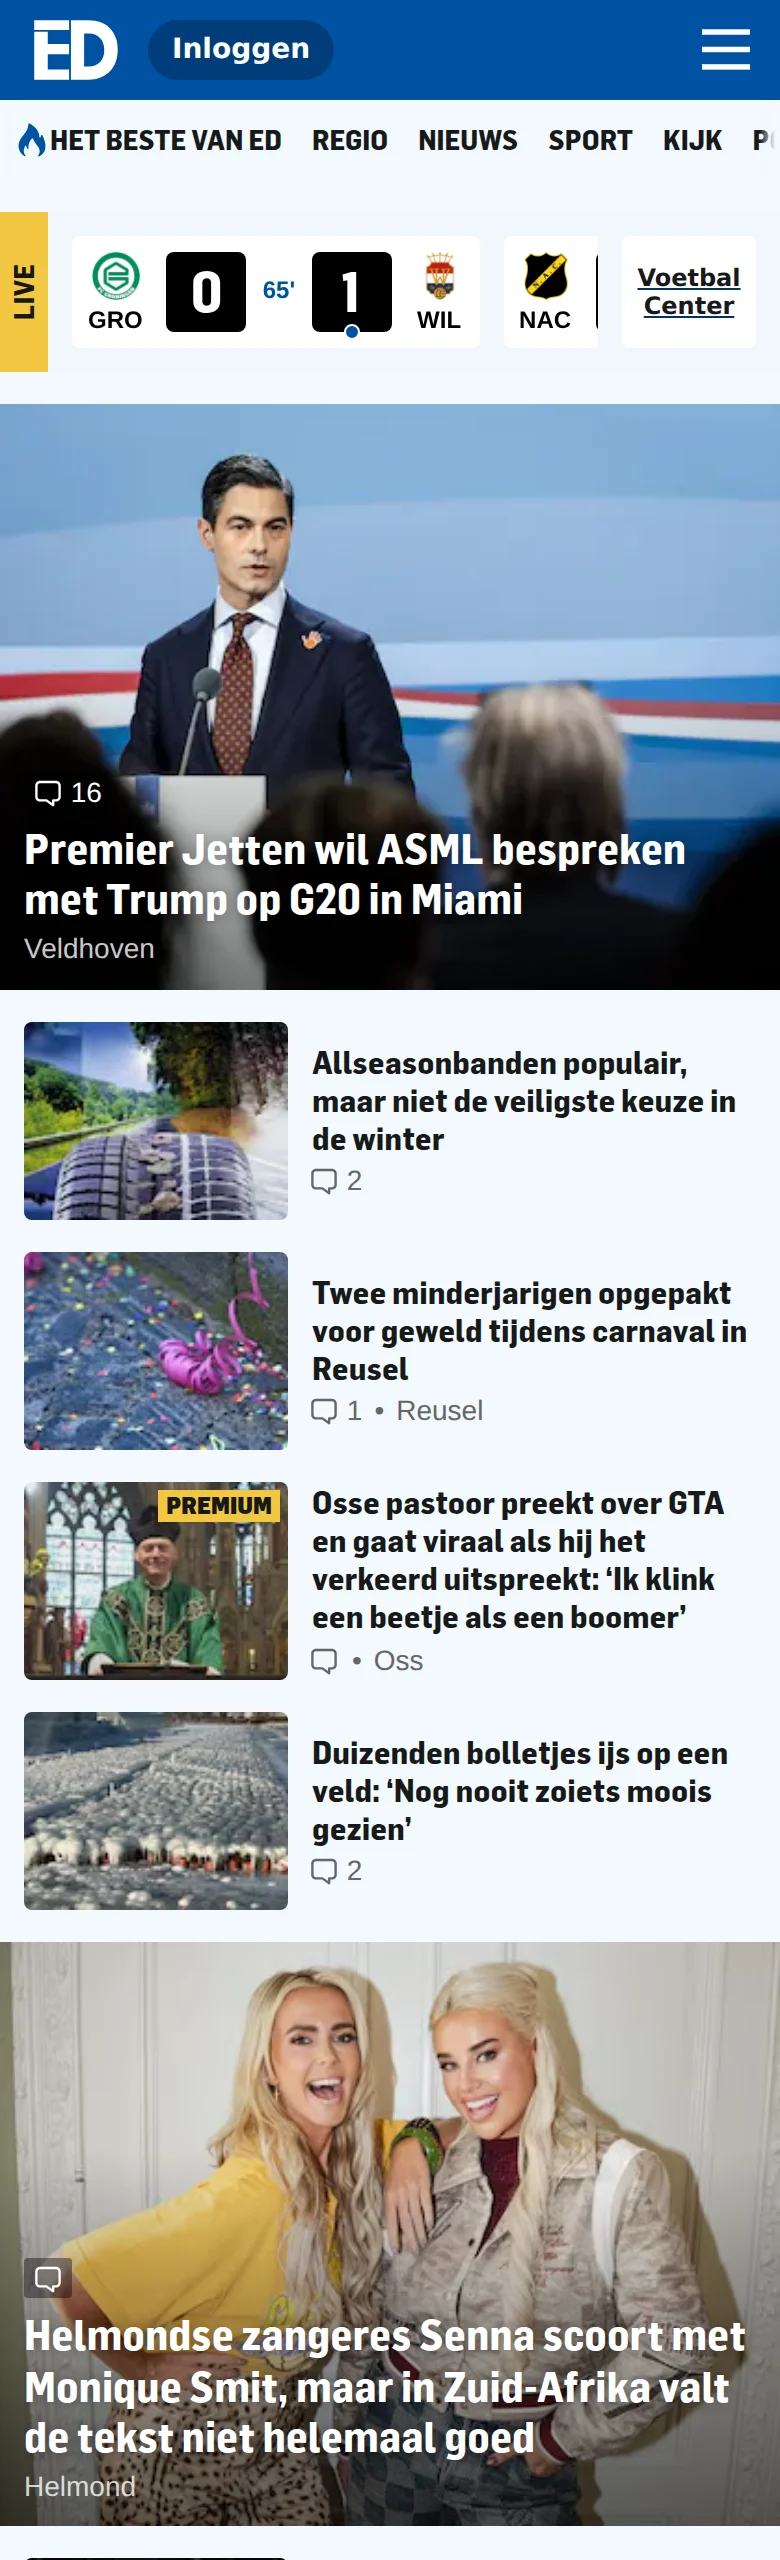 ED Inloggen
HET BESTE VAN ED REGIO NIEUWS SPORT KIJK
LIVE
0 65' 1
GRO WIL NAC
Voetbal
Center
16
Premier Jetten wil ASML bespreken
met Trump op G20 in Miami
Veldhoven
Allseasonbanden populair,
maar niet de veiligste keuze in
de winter
2
Twee minderjarigen opgepakt
voor geweld tijdens carnaval in
Reusel
1 • Reusel
PREMIUM
Osse pastoor preekt over GTA
en gaat viraal als hij het
verkeerd uitspreekt: ‘Ik klink
een beetje als een boomer’
• Oss
Duizenden bolletjes ijs op een
veld: ‘Nog nooit zoiets moois
gezien’
2
Helmondse zangeres Senna scoort met
Monique Smit, maar in Zuid-Afrika valt
de tekst niet helemaal goed
Helmond